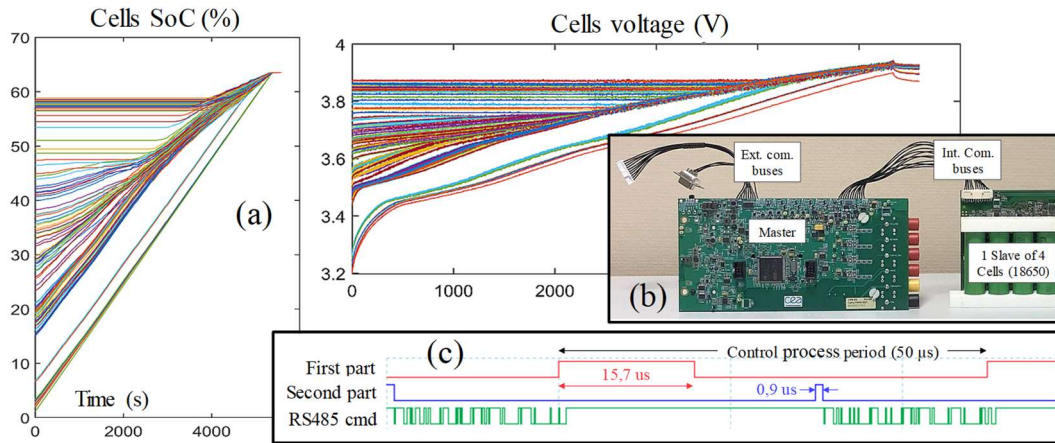 Cells SoC (%)
70
60
50
40
30
20
10
0
0
2000
4000
Time (s)
(a)
Cells voltage (V)
4
3.8
3.6
3.4
3.2
0
1000
2000
Ext. com.
buses
Int. Com.
buses
Master
1 Slave of 4
Cells (18650)
(b)
(c)
First part
Second part
RS485 cmd
Control process period (50 µs)
15,7 us
0,9 us